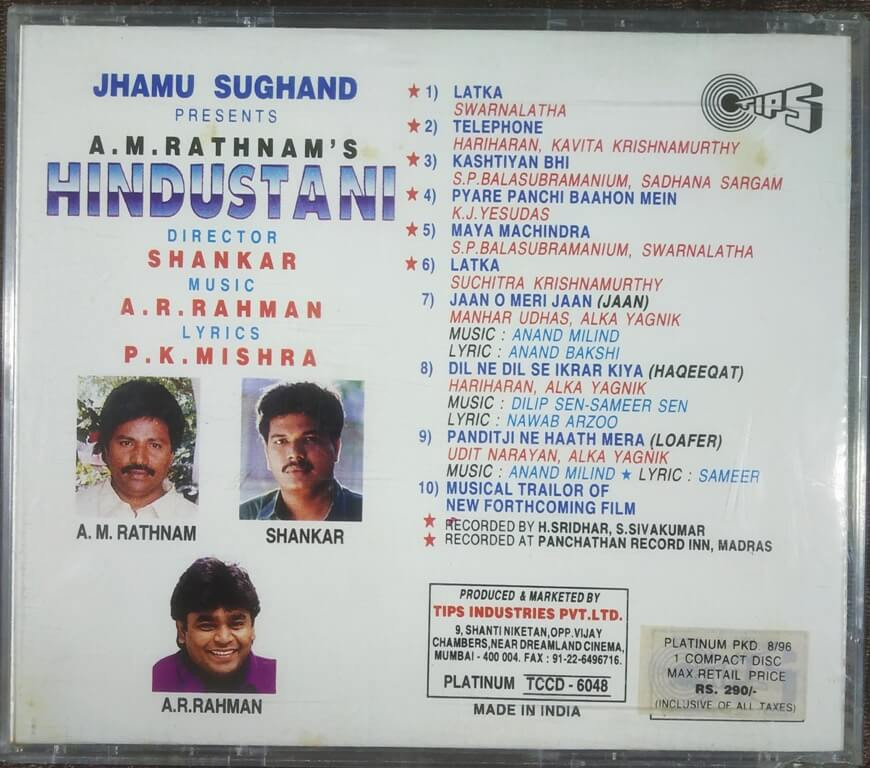 JHAMU SUGHAND
PRESENTS
A.M.RATHNAM'S
HINDUSTANI
DIRECTOR
SHANKAR
MUSIC
A.R.RAHMAN
LYRICS
P.K.MISHRA
A. M. RATHNAM
SHANKAR
A.R.RAHMAN
TIPS
★ 1) LATKA
SWARNALATHA
★ 2) TELEPHONE
HARIHARAN, KAVITA KRISHNAMURTHY
★ 3) KASHTIYAN BHI
S.P.BALASUBRAMANIUM, SADHANA SARGAM
★ 4) PYARE PANCHI BAAHON MEIN
K.J.YESUDAS
★ 5) MAYA MACHINDRA
S.P.BALASUBRAMANIUM, SWARNALATHA
★ 6) LATKA
SUCHITRA KRISHNAMURTHY
7) JAAN O MERI JAAN (JAAN)
MANHAR UDHAS, ALKA YAGNIK
MUSIC : ANAND MILIND
LYRIC : ANAND BAKSHI
8) DIL NE DIL SE IKRAR KIYA (HAQEEQAT)
HARIHARAN, ALKA YAGNIK
MUSIC : DILIP SEN-SAMEER SEN
LYRIC : NAWAB ARZOO
9) PANDITJI NE HAATH MERA (LOAFER)
UDIT NARAYAN, ALKA YAGNIK
MUSIC : ANAND MILIND ★ LYRIC : SAMEER
10) MUSICAL TRAILOR OF
NEW FORTHCOMING FILM
★ RECORDED BY H.SRIDHAR, S.SIVAKUMAR
★ RECORDED AT PANCHATHAN RECORD INN, MADRAS
PRODUCED & MARKETED BY
TIPS INDUSTRIES PVT.LTD.
9, SHANTI NIKETAN,OPP.VIJAY
CHAMBERS,NEAR DREAMLAND CINEMA,
MUMBAI - 400 004. FAX : 91-22-6496716.
PLATINUM TCCD - 6048
MADE IN INDIA
PLATINUM PKD. 8/96
1 COMPACT DISC
MAX.RETAIL PRICE
RS. 290/-
(INCLUSIVE OF ALL TAXES)